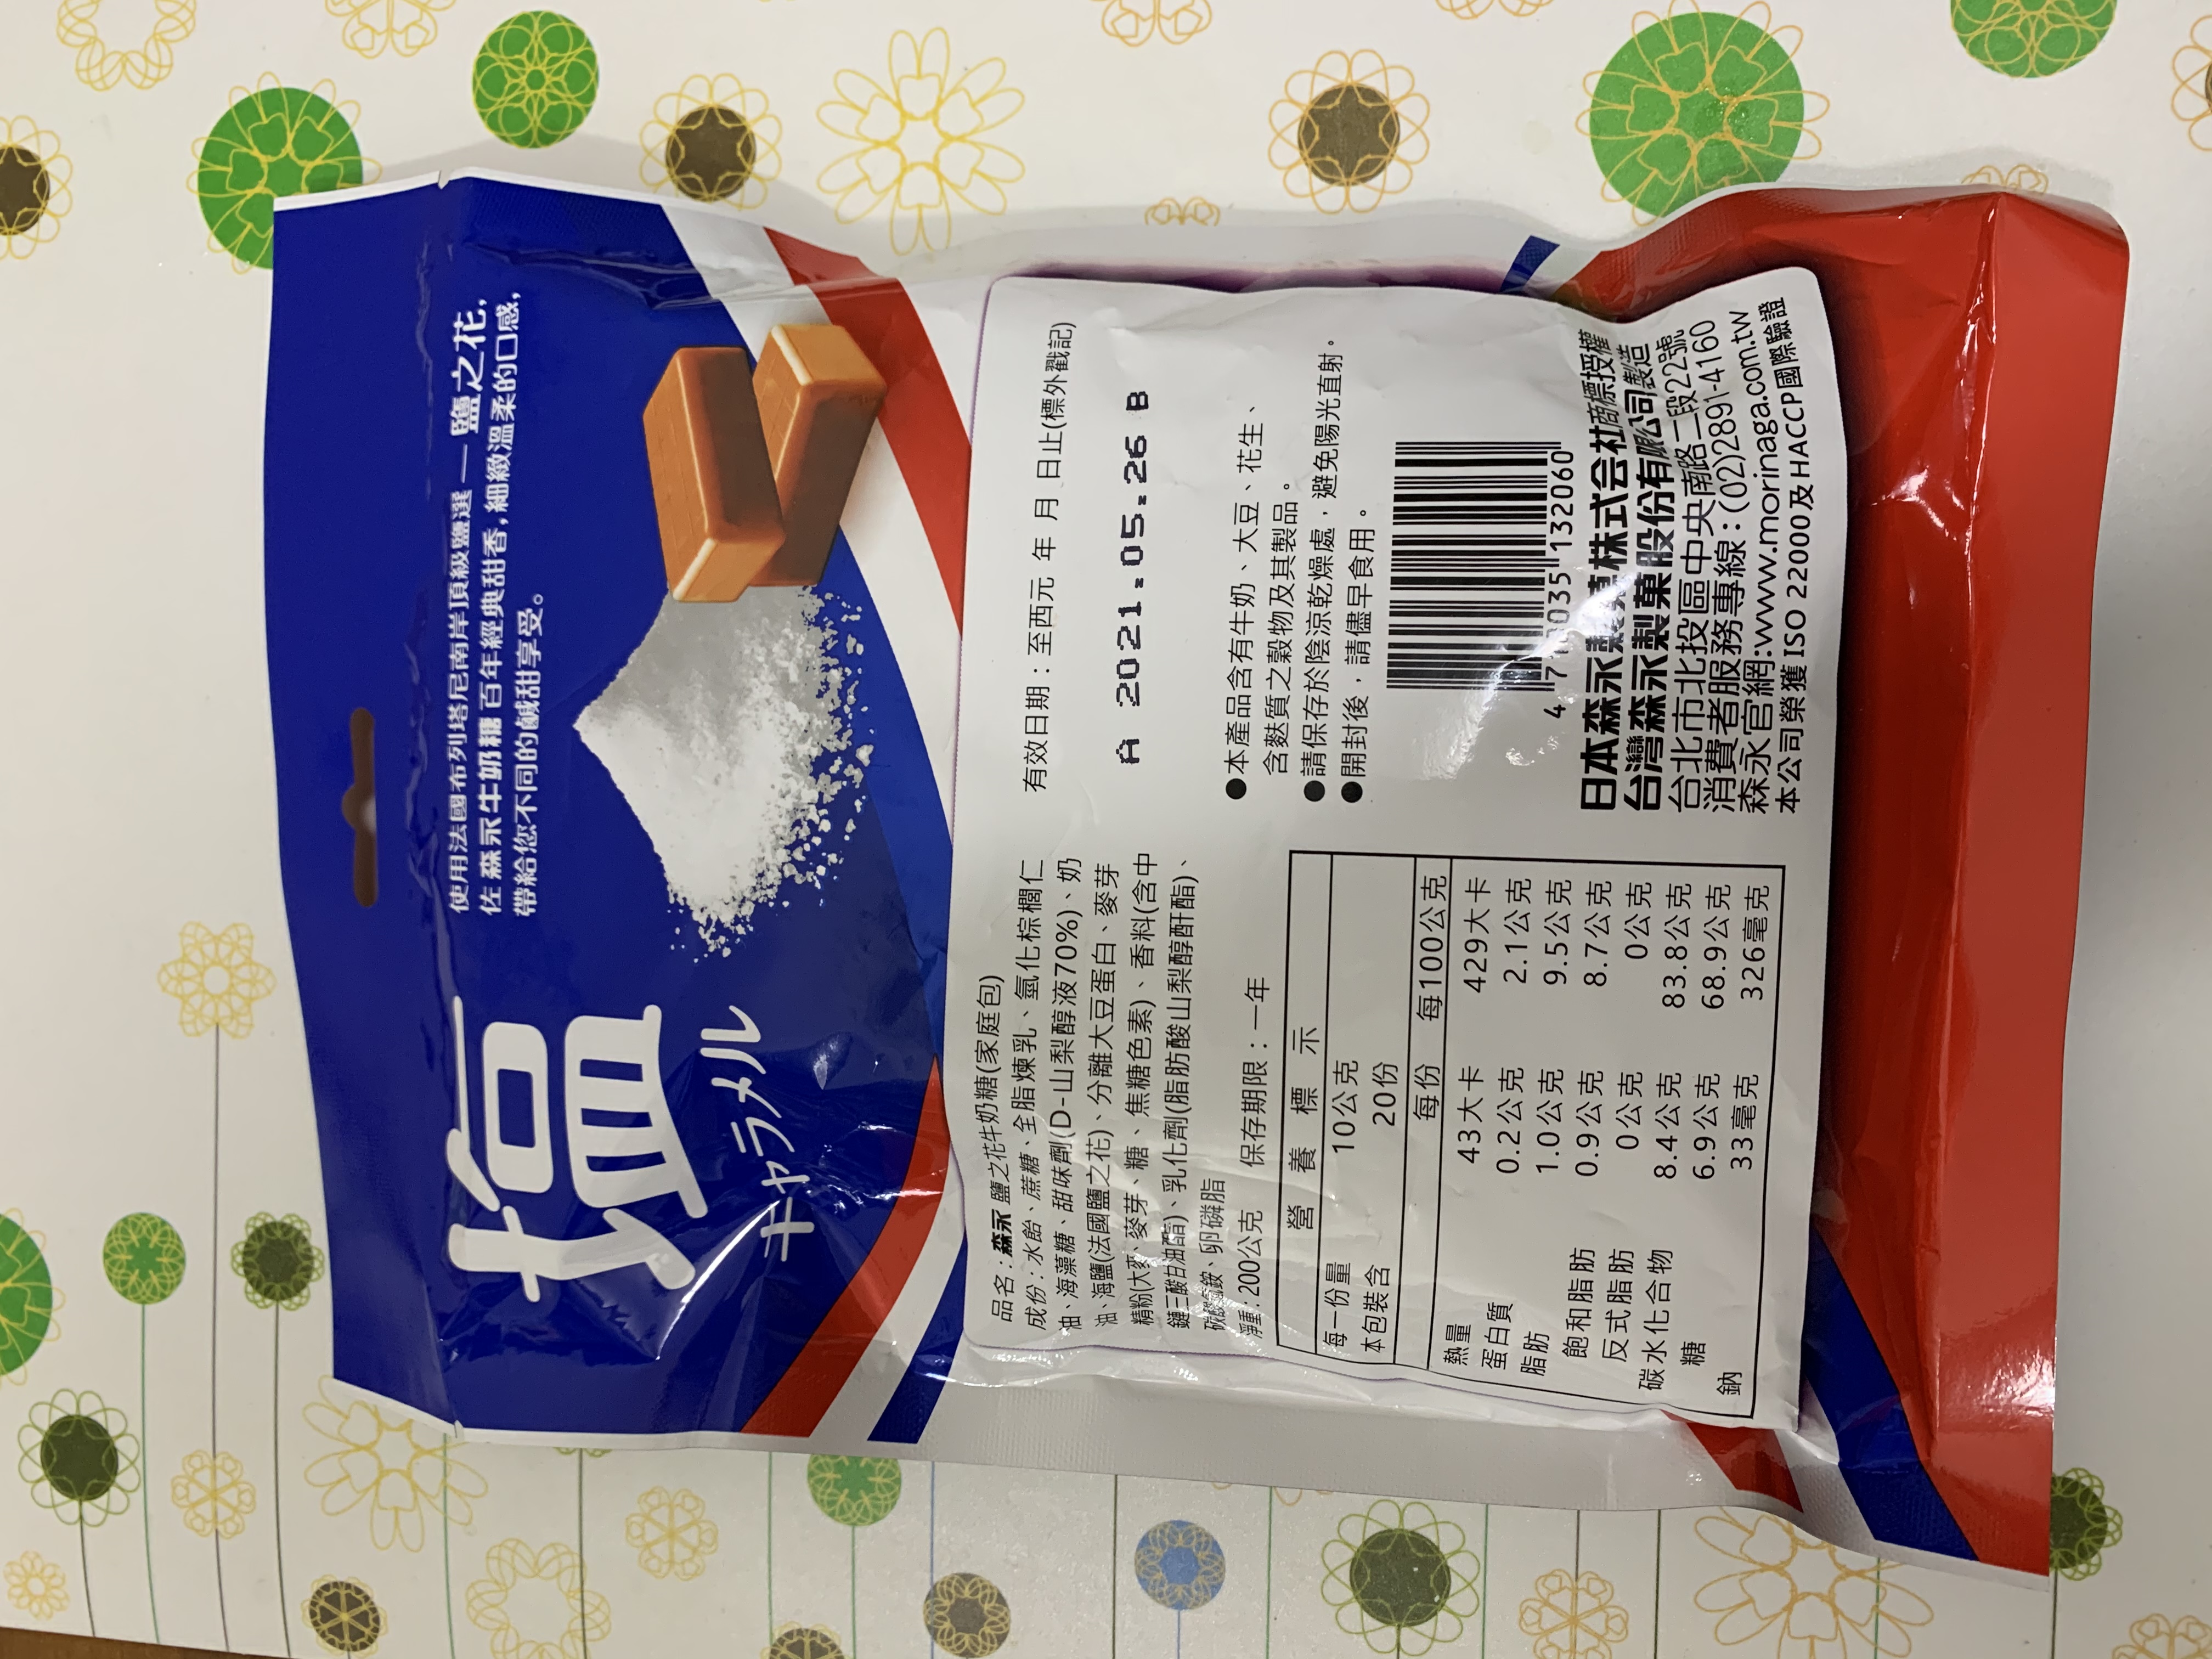 使用法國布列塔尼南岸頂級鹽選 — 鹽之花,
佐 森永牛奶糖 百年經典甜香,細緻溫柔的口感,
帶給您不同的鹹甜享受。
塩
キャラメル
品名:森永 鹽之花牛奶糖(家庭包)
成份:水飴、蔗糖、全脂煉乳、氫化棕櫚仁
油、海藻糖、甜味劑(D-山梨醇液70%)、奶
油、海鹽(法國鹽之花)、分離大豆蛋白、麥芽
精粉(大麥、麥芽、糖、焦糖色素)、香料(含中
鏈三酸甘油酯)、乳化劑(脂肪酸山梨醇酐酯)、
碳酸氫銨、卵磷脂
淨重:200公克 保存期限:一年
營 養 標 示
每一份量 10公克
本包裝含 20份
每份 每100公克
熱量 43大卡 429大卡
蛋白質 0.2公克 2.1公克
脂肪 1.0公克 9.5公克
飽和脂肪 0.9公克 8.7公克
反式脂肪 0公克 0公克
碳水化合物 8.4公克 83.8公克
糖 6.9公克 68.9公克
鈉 33毫克 326毫克
有效日期:至西元 年 月 日止(標外戳記)
A 2021.05.26 B
●本產品含有牛奶、大豆、花生、
含麩質之穀物及其製品。
●請保存於陰涼乾燥處,避免陽光直射。
●開封後,請儘早食用。
日本森永製菓株式会社商標授權
台灣森永製菓股份有限公司製造
台北市北投區中央南路二段22號
消費者服務專線:(02)2891-4160
森永官網:www.morinaga.com.tw
本公司榮獲 ISO 22000及HACCP國際驗證